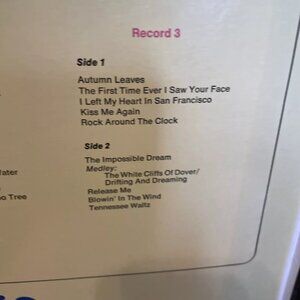 Record 3
Side 1
Autumn Leaves
The First Time Ever I Saw Your Face
I Left My Heart In San Francisco
Kiss Me Again
Rock Around The Clock
Side 2
The Impossible Dream
Medley:
The White Cliffs Of Dover/
Drifting And Dreaming
Release Me
Blowin' In The Wind
Tennessee Waltz
Tree